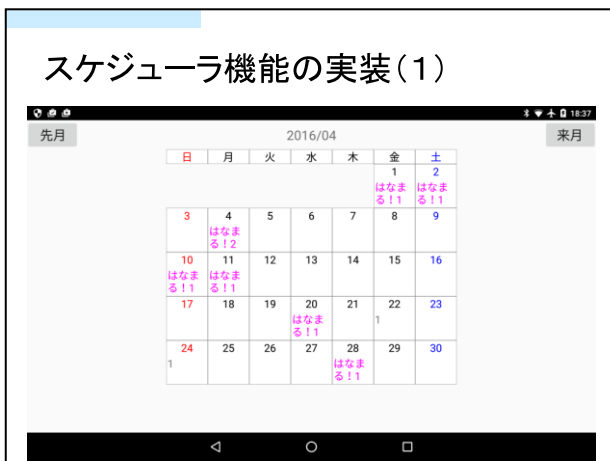 スケジューラ機能の実装(1)
18:37
先月 2016/04 来月
日 月 火 水 木 金 土
1 2
はなま はなま
る!1 る!1
3 4 5 6 7 8 9
はなま
る!2
10 11 12 13 14 15 16
はなま はなま
る!1 る!1
17 18 19 20 21 22 23
はなま 1
る!1
24 25 26 27 28 29 30
1 はなま
る!1